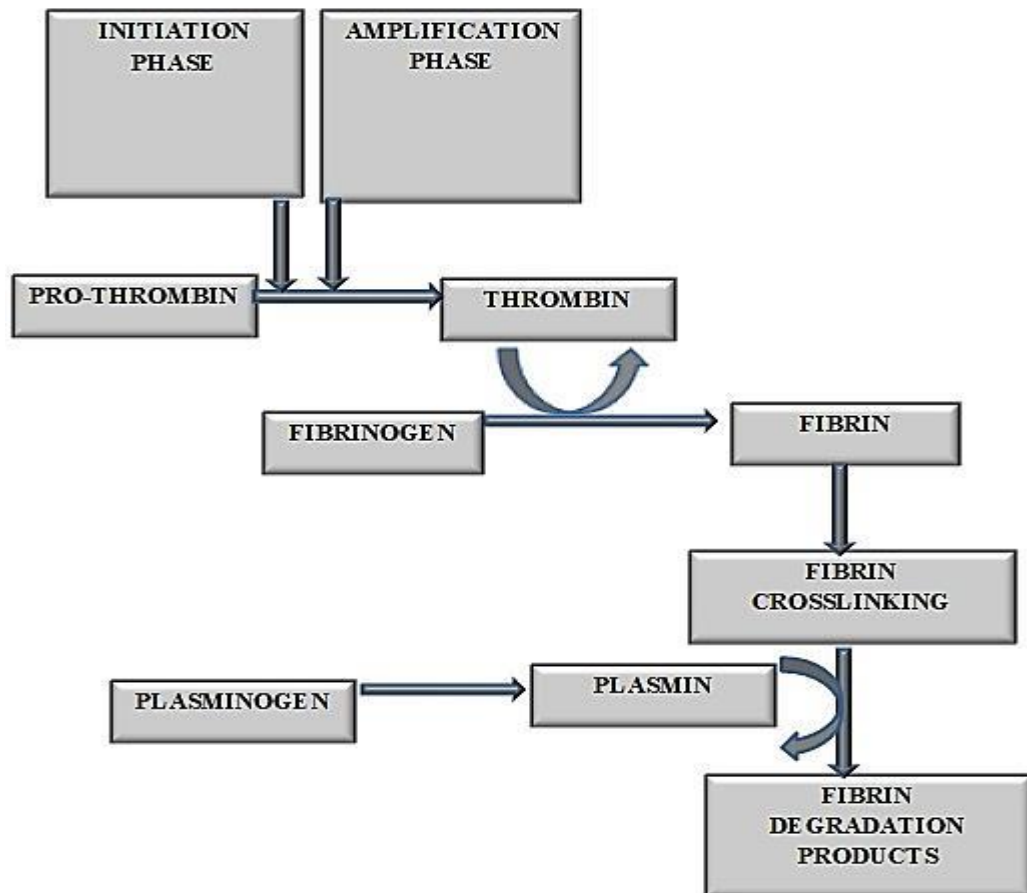 INITIATION
PHASE
AMPLIFICATION
PHASE
PRO-THROMBIN
THROMBIN
FIBRINOGEN
FIBRIN
FIBRIN
CROSSLINKING
PLASMINOGEN
PLASMIN
FIBRIN
DEGRADATION
PRODUCTS